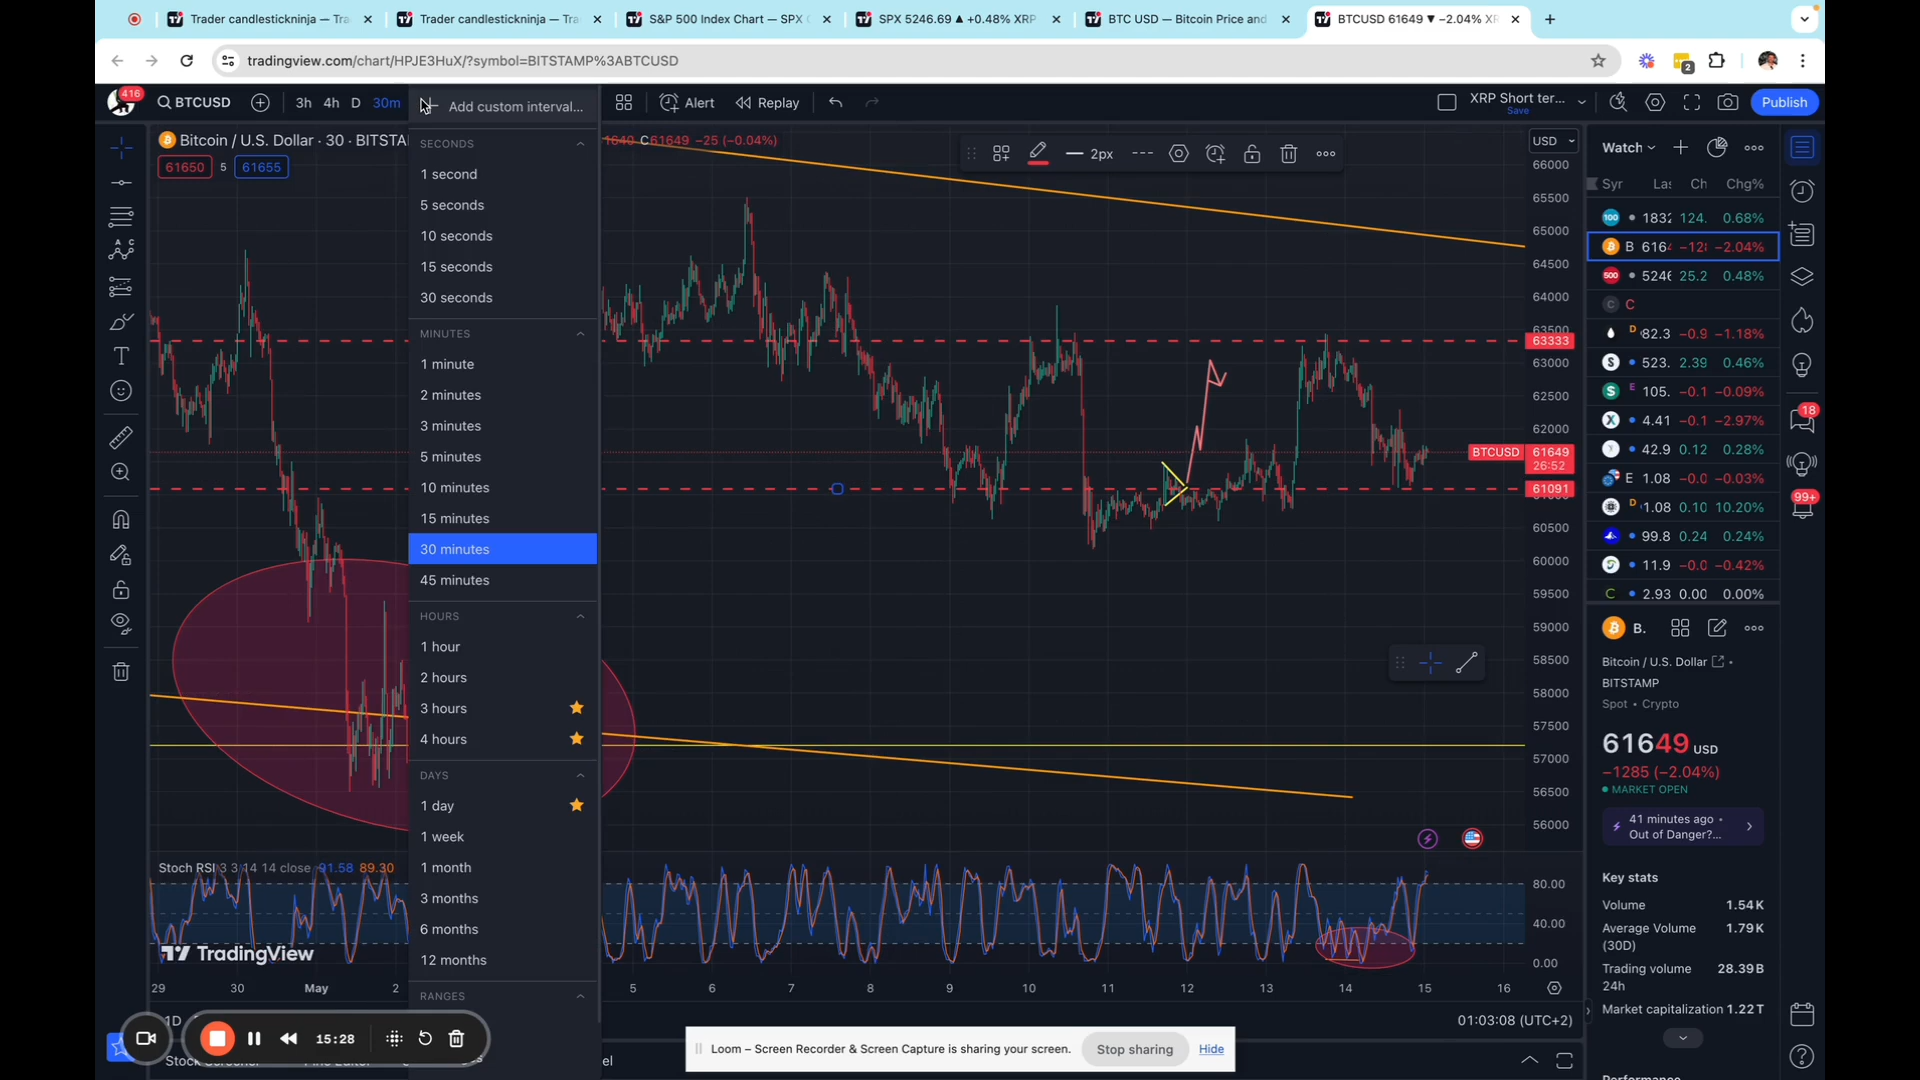 Trader candlestickninja — Tra
Trader candlestickninja — Tra
S&P 500 Index Chart — SPX
SPX 5246.69 ▲ +0.48% XRP
BTC USD — Bitcoin Price and
BTCUSD 61649 ▼ −2.04% XR
tradingview.com/chart/HPJE3HuX/?symbol=BITSTAMP%3ABTCUSD
2
416
BTCUSD
3h 4h D 30m
Add custom interval...
Alert
Replay
XRP Short ter...
Save
Publish
Bitcoin / U.S. Dollar · 30 · BITSTA
C61649 −25 (−0.04%)
61650 5 61655
2px
USD
SECONDS
1 second
5 seconds
10 seconds
15 seconds
30 seconds
MINUTES
1 minute
2 minutes
3 minutes
5 minutes
10 minutes
15 minutes
30 minutes
45 minutes
HOURS
1 hour
2 hours
3 hours
4 hours
DAYS
1 day
1 week
1 month
3 months
6 months
12 months
RANGES
66000
65500
65000
64500
64000
63500
63333
63000
62500
62000
BTCUSD 61649
26:52
61091
60500
60000
59500
59000
58500
58000
57500
57000
56500
56000
Stoch RSI 3 3 14 14 close 91.58 89.30
80.00
40.00
0.00
TradingView
29 30 May 2 5 6 7 8 9 10 11 12 13 14 15 16
1D
01:03:08 (UTC+2)
15:28
Loom – Screen Recorder & Screen Capture is sharing your screen.
Stop sharing
Hide
Watch
Syr Las Ch Chg%
100 1832 124. 0.68%
B 6164 −128 −2.04%
500 5246 25.2 0.48%
C C
D 82.3 −0.9 −1.18%
S 523. 2.39 0.46%
S E 105. −0.1 −0.09%
X 4.41 −0.1 −2.97%
42.9 0.12 0.28%
E 1.08 −0.0 −0.03%
D 1.08 0.10 10.20%
99.8 0.24 0.24%
11.9 −0.0 −0.42%
C 2.93 0.00 0.00%
18
99+
B.
Bitcoin / U.S. Dollar
BITSTAMP
Spot • Crypto
61649 USD
−1285 (−2.04%)
MARKET OPEN
41 minutes ago •
Out of Danger?...
Key stats
Volume 1.54K
Average Volume (30D) 1.79K
Trading volume 24h 28.39B
Market capitalization 1.22T